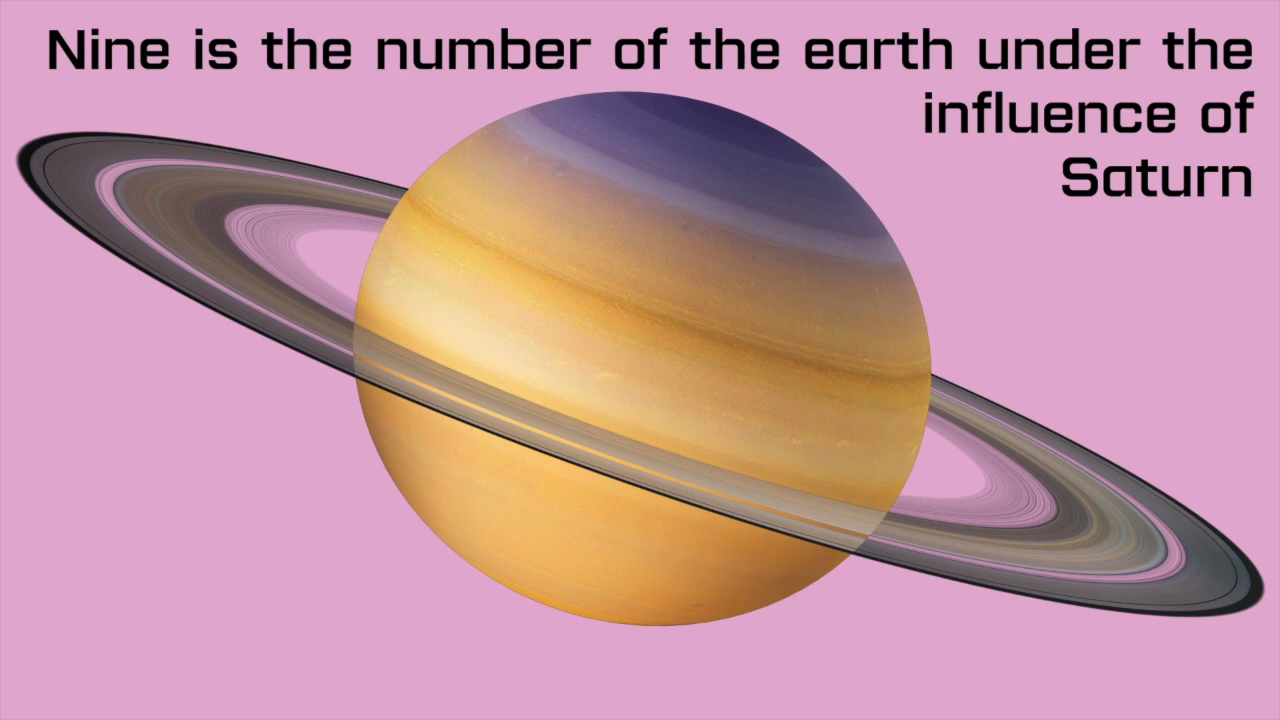 Nine is the number of the earth under the
influence of
Saturn